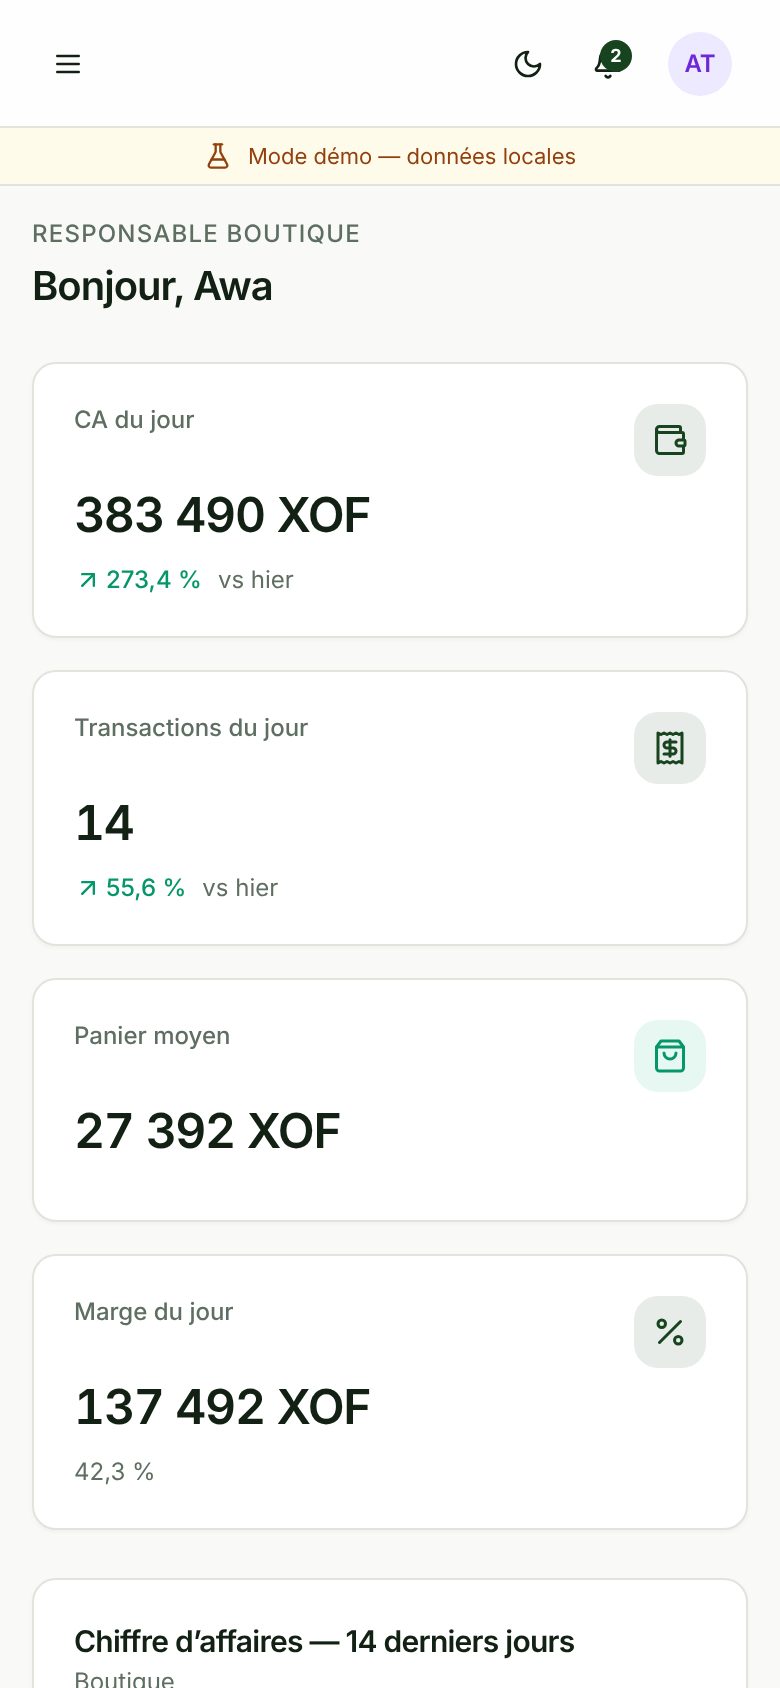 2
AT
Mode démo — données locales
RESPONSABLE BOUTIQUE
Bonjour, Awa
CA du jour
383 490 XOF
273,4 % vs hier
Transactions du jour
14
55,6 % vs hier
Panier moyen
27 392 XOF
Marge du jour
137 492 XOF
42,3 %
Chiffre d’affaires — 14 derniers jours
Boutique